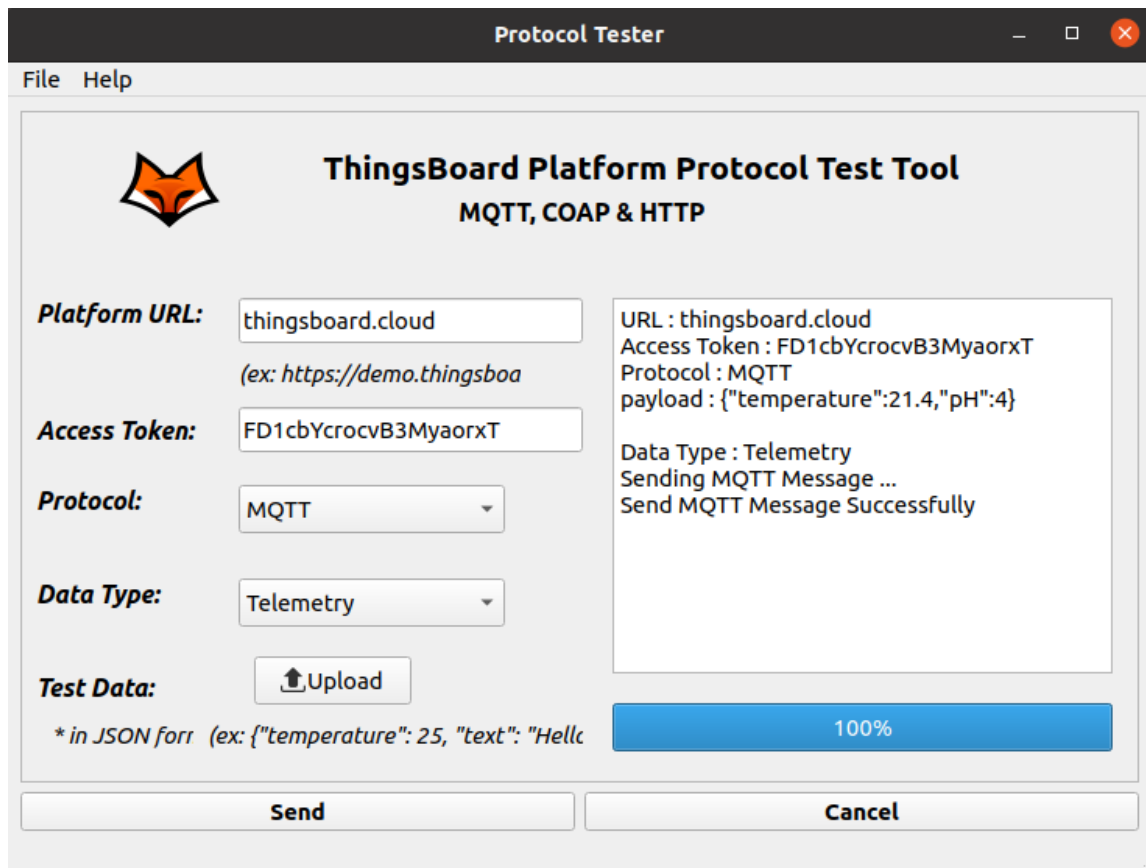 Protocol Tester
File Help
ThingsBoard Platform Protocol Test Tool
MQTT, COAP & HTTP
Platform URL:
thingsboard.cloud
(ex: https://demo.thingsboa
Access Token:
FD1cbYcrocvB3MyaorxT
Protocol:
MQTT
Data Type:
Telemetry
Test Data:
Upload
* in JSON forr (ex: {"temperature": 25, "text": "Hello
URL : thingsboard.cloud
Access Token : FD1cbYcrocvB3MyaorxT
Protocol : MQTT
payload : {"temperature":21.4,"pH":4}
Data Type : Telemetry
Sending MQTT Message ...
Send MQTT Message Successfully
100%
Send
Cancel